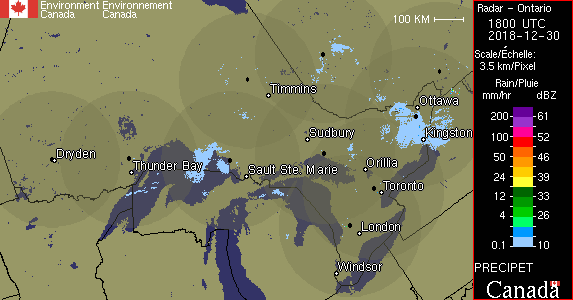 Environment Environnement
Canada Canada
100 KM
Timmins
Ottawa
Sudbury
Kingston
Dryden
Thunder Bay
Sault Ste. Marie
Orillia
Toronto
London
Windsor
Radar - Ontario
1800 UTC
2018-12-30
Scale/Échelle:
3.5 km/Pixel
Rain/Pluie
mm/hr dBZ
200 61
100 52
50 46
24 39
12 33
4 26
1 20
0.1 10
PRECIPET
Canada